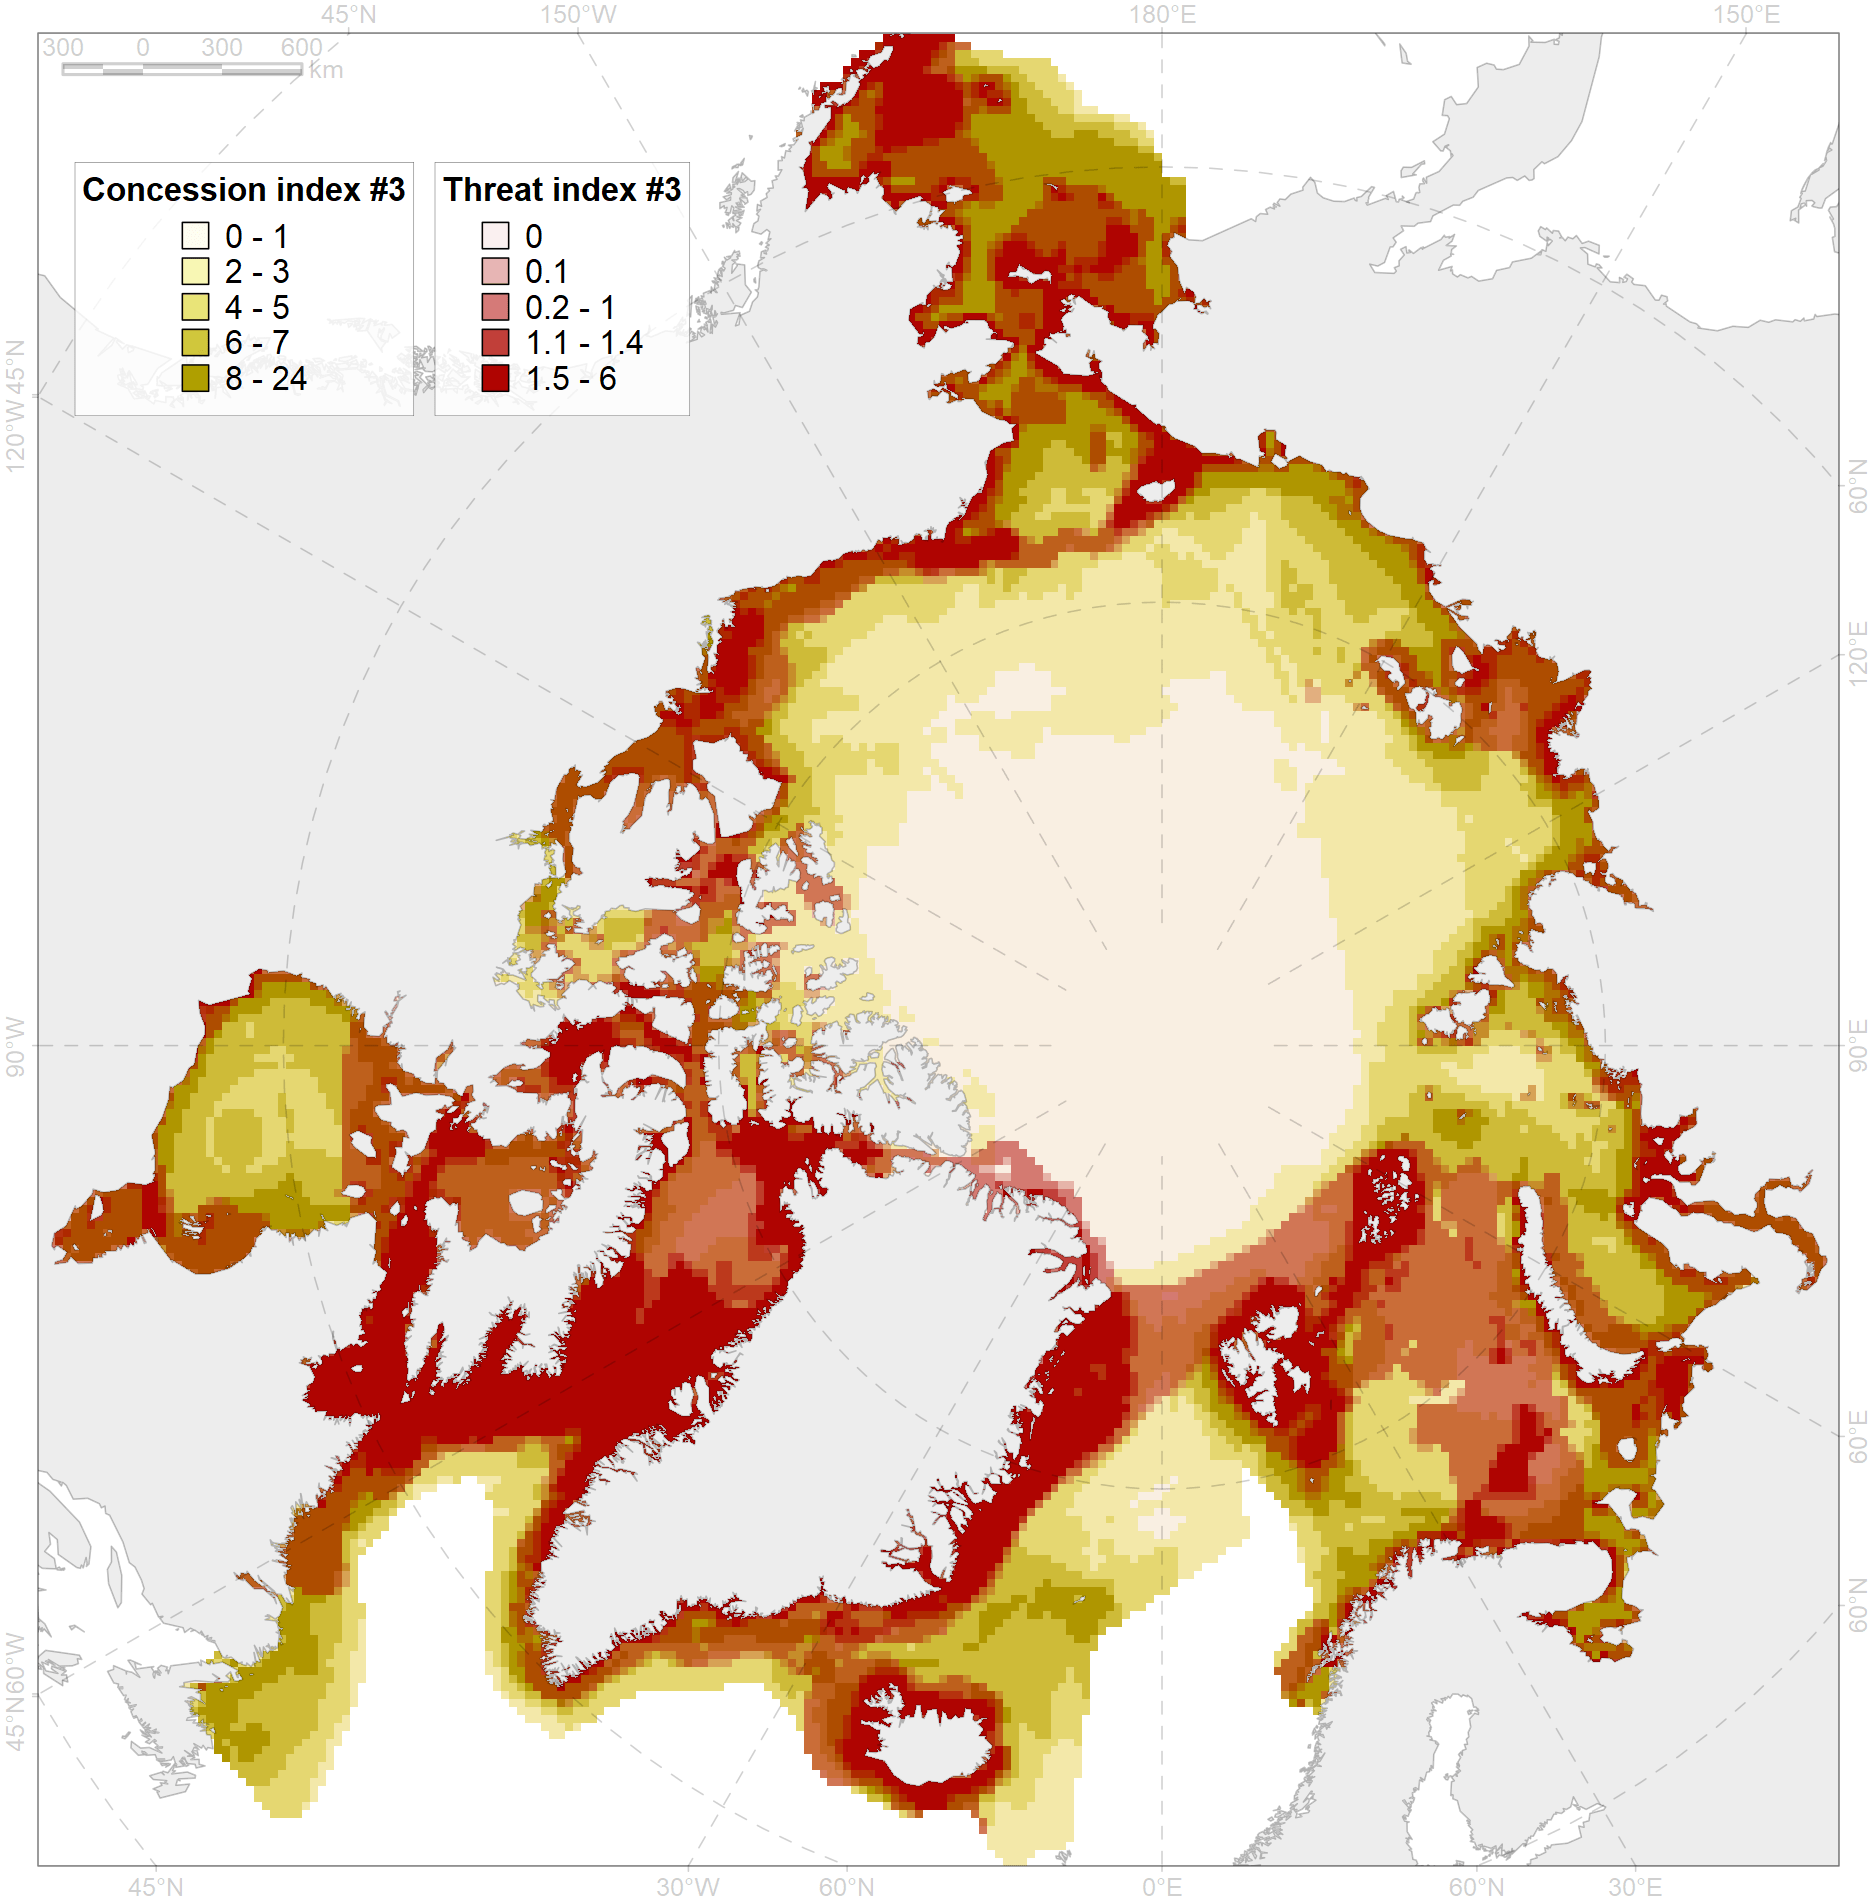 45°N 150°W 180°E 150°E
300 0 300 600
km
Concession index #3
0 - 1
2 - 3
4 - 5
6 - 7
8 - 24
Threat index #3
0
0.1
0.2 - 1
1.1 - 1.4
1.5 - 6
45°N
120°W
90°W
60°W
45°N
60°N
120°E
90°E
60°E
60°N
45°N 30°W 60°N 0°E 60°N 30°E